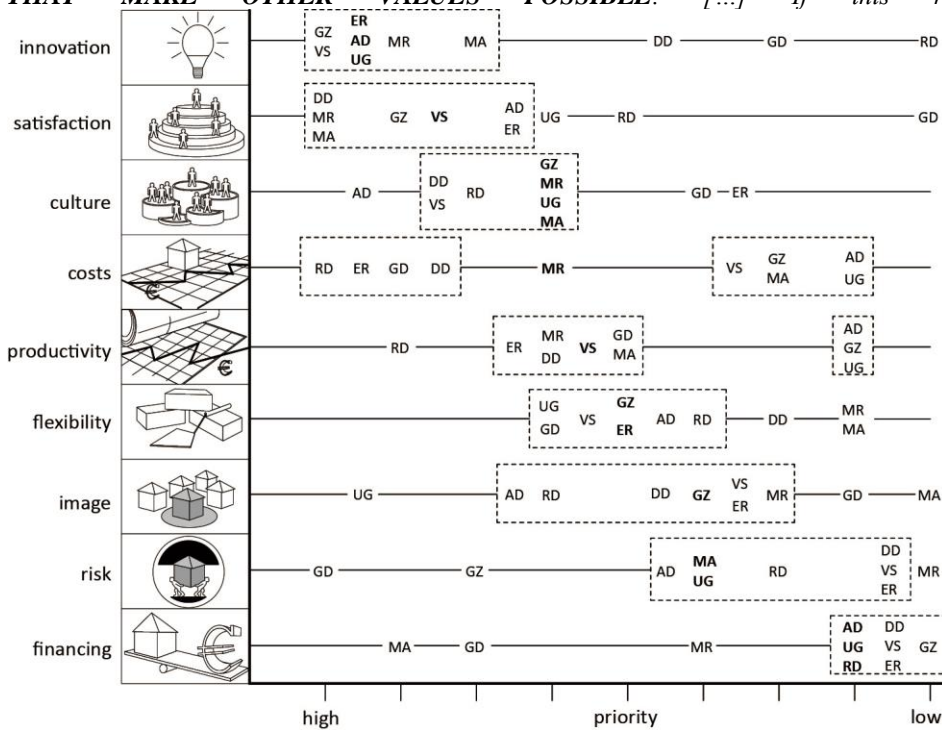 THAT MAKE OTHER VALUES POSSIBLE. […] If this
innovation GZ VS ER AD UG MR MA DD GD RD
satisfaction DD MR MA GZ VS AD ER UG RD GD
culture AD DD VS RD GZ MR UG MA GD ER
costs RD ER GD DD MR VS GZ MA AD UG
€
productivity RD ER MR DD VS GD MA AD GZ UG
€
flexibility UG GD VS GZ ER AD RD DD MR MA
image UG AD RD DD GZ VS ER MR GD MA
risk GD GZ AD MA UG RD DD VS ER MR
financing MA GD MR AD UG RD DD VS ER GZ
high priority low